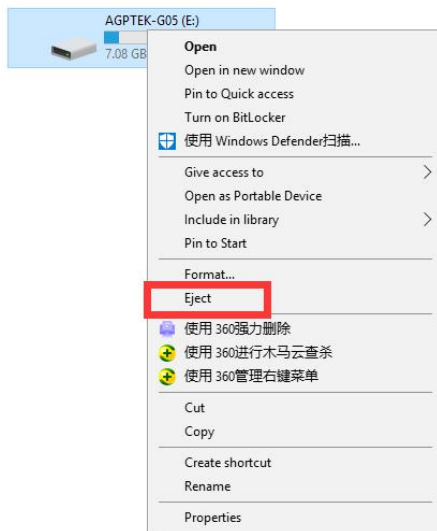 AGPTEK-G05 (E:)
7.08 GB
Open
Open in new window
Pin to Quick access
Turn on BitLocker
使用 Windows Defender扫描...
Give access to
Open as Portable Device
Include in library
Pin to Start
Format...
Eject
使用 360强力删除
使用 360进行木马云查杀
使用 360管理右键菜单
Cut
Copy
Create shortcut
Rename
Properties